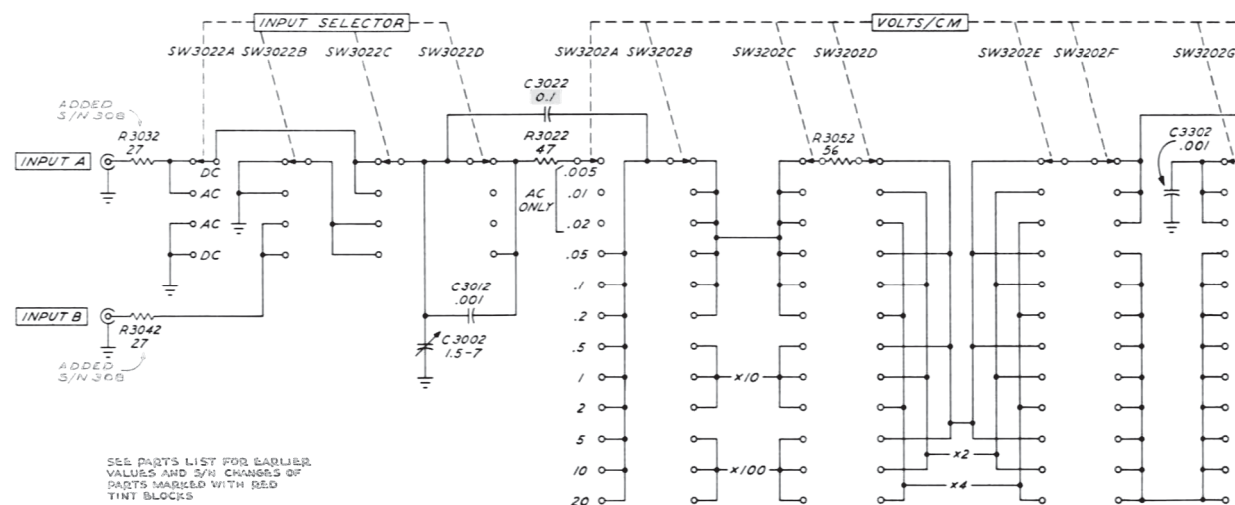 INPUT SELECTOR
VOLTS/CM
SW3022A SW3022B SW3022C SW3022D SW3202A SW3202B SW3202C SW3202D SW3202E SW3202F SW3202G
C3022
0.1
ADDED
S/N 308
R3032
27
R3022
47
R3052
56
C3302
.001
INPUT A
DC
AC
AC
DC
AC
ONLY
.005
.01
.02
.05
.1
.2
.5
1
2
5
10
20
C3012
.001
INPUT B
R3042
27
C3002
1.5-7
ADDED
S/N 308
X10
X100
X2
X4
SEE PARTS LIST FOR EARLIER
VALUES AND S/N CHANGES OF
PARTS MARKED WITH RED
TINT BLOCKS